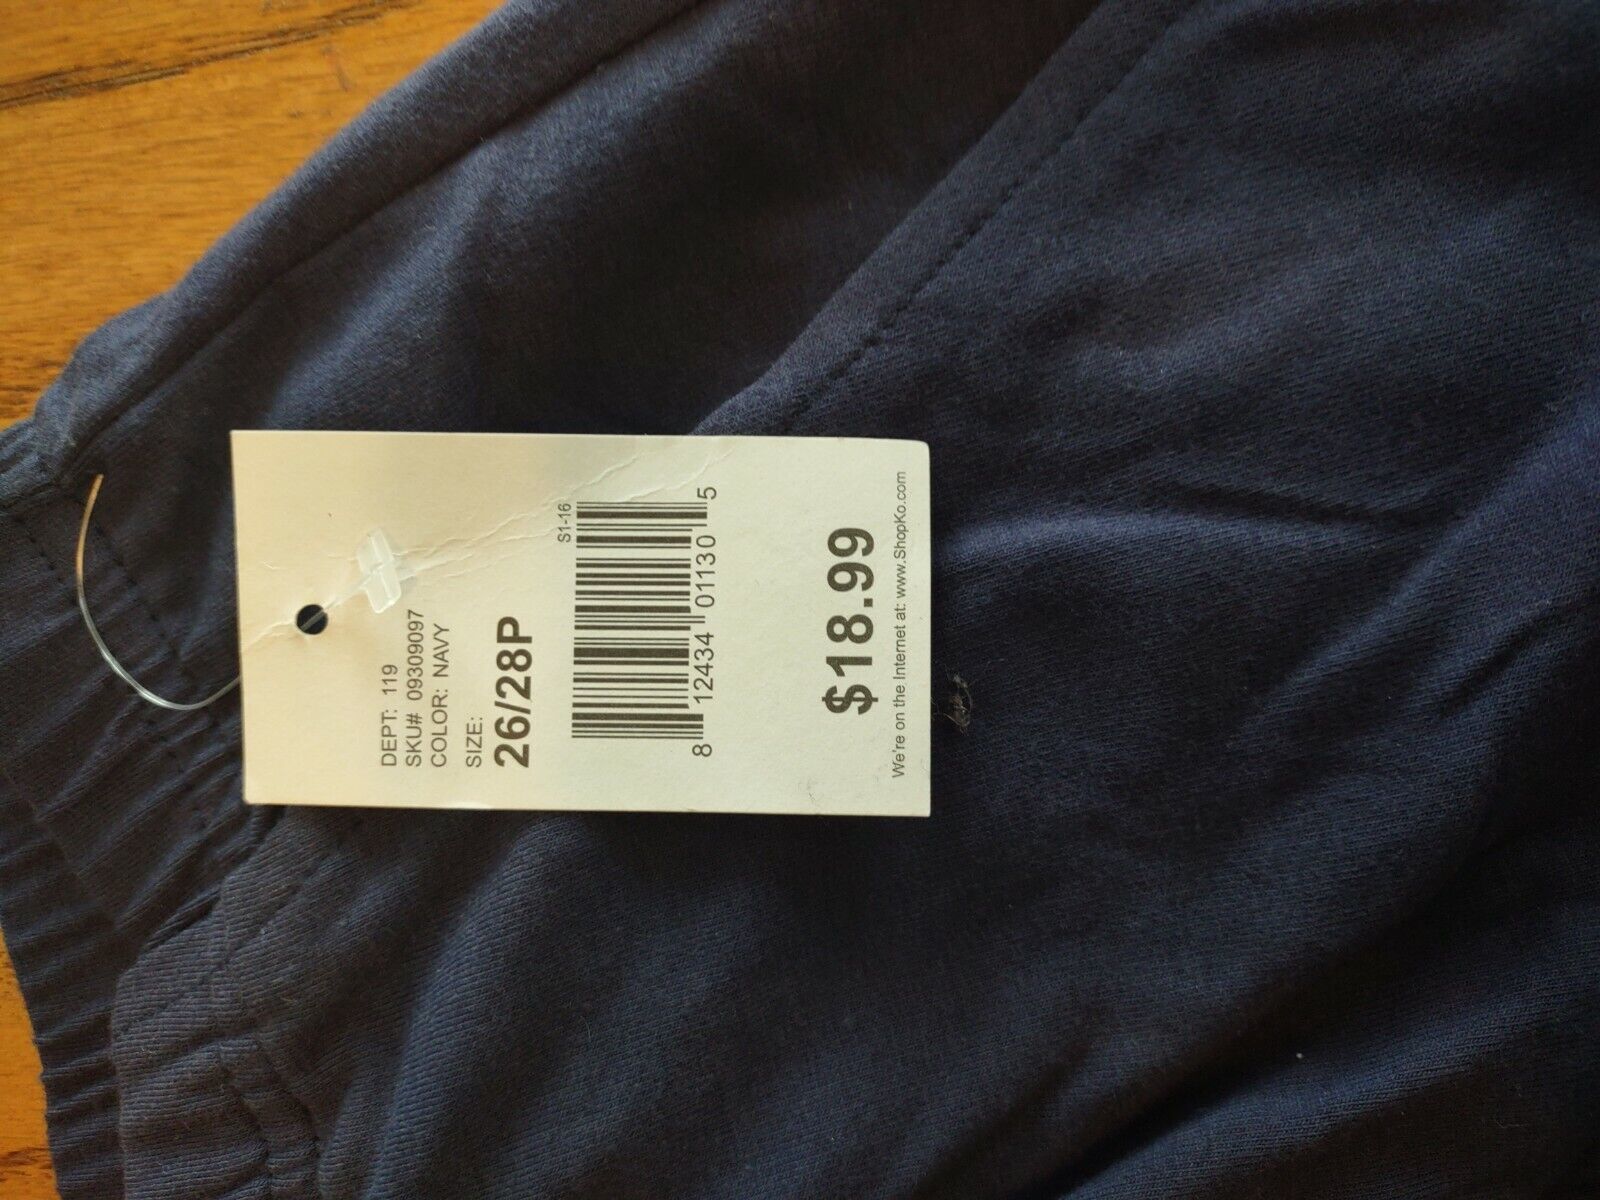 DEPT: 119
SKU# 09309097
COLOR: NAVY
SIZE:
26/28P
S1-16
8 12434 01130 5
$18.99
We're on the Internet at: www.ShopKo.com